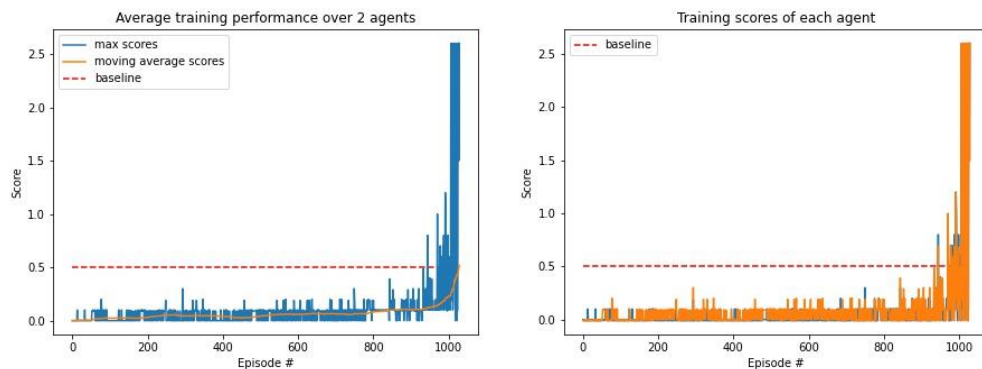 Average training performance over 2 agents
max scores
moving average scores
baseline
2.5
2.0
1.5
1.0
0.5
0.0
Score
0 200 400 600 800 1000
Episode #
Training scores of each agent
baseline
2.5
2.0
1.5
1.0
0.5
0.0
Score
0 200 400 600 800 1000
Episode #